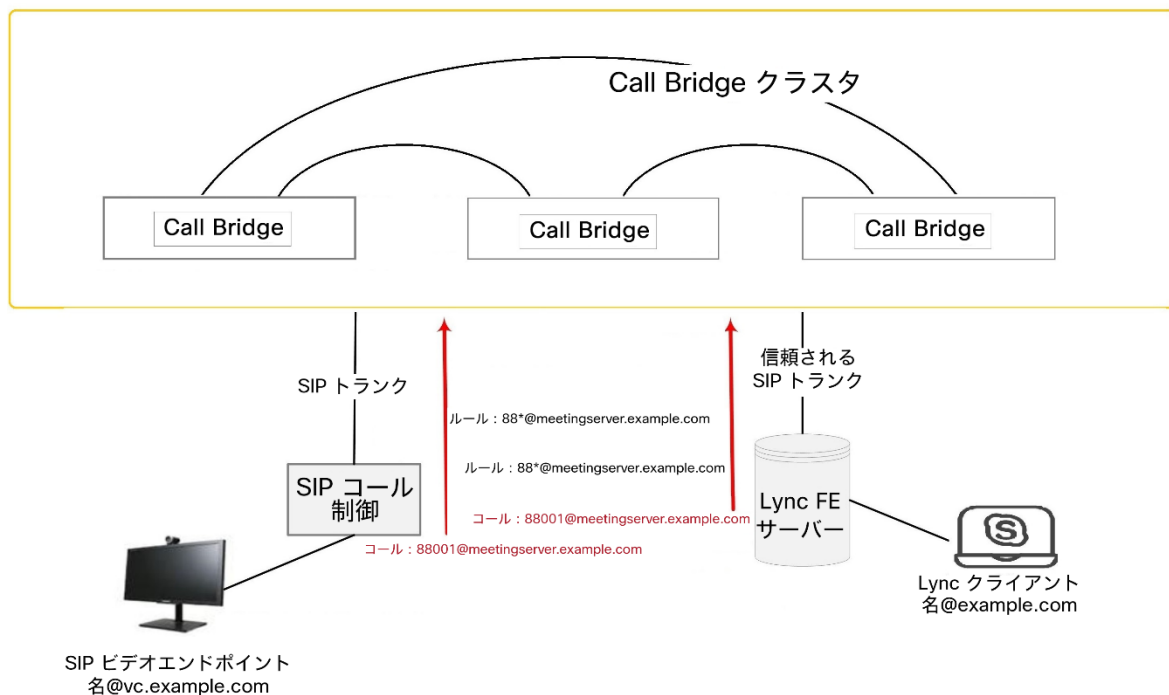 Call Bridge クラスタ
Call Bridge
Call Bridge
Call Bridge
SIP トランク
信頼される
SIP トランク
ルール：88*@meetingserver.example.com
ルール：88*@meetingserver.example.com
SIP コール
制御
Lync FE
サーバー
コール：88001@meetingserver.example.com
コール：88001@meetingserver.example.com
S
Lync クライアント
名@example.com
SIP ビデオエンドポイント
名@vc.example.com